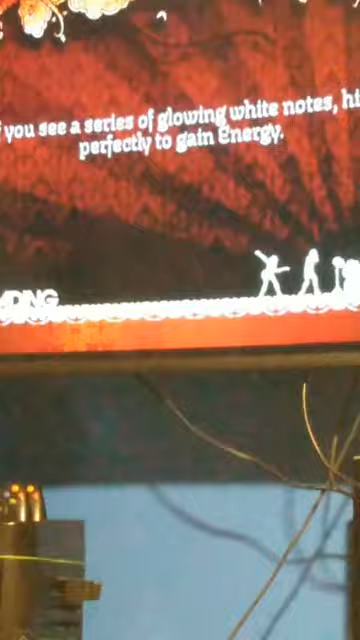 you see a series of glowing white notes,
perfectly to gain Energy.